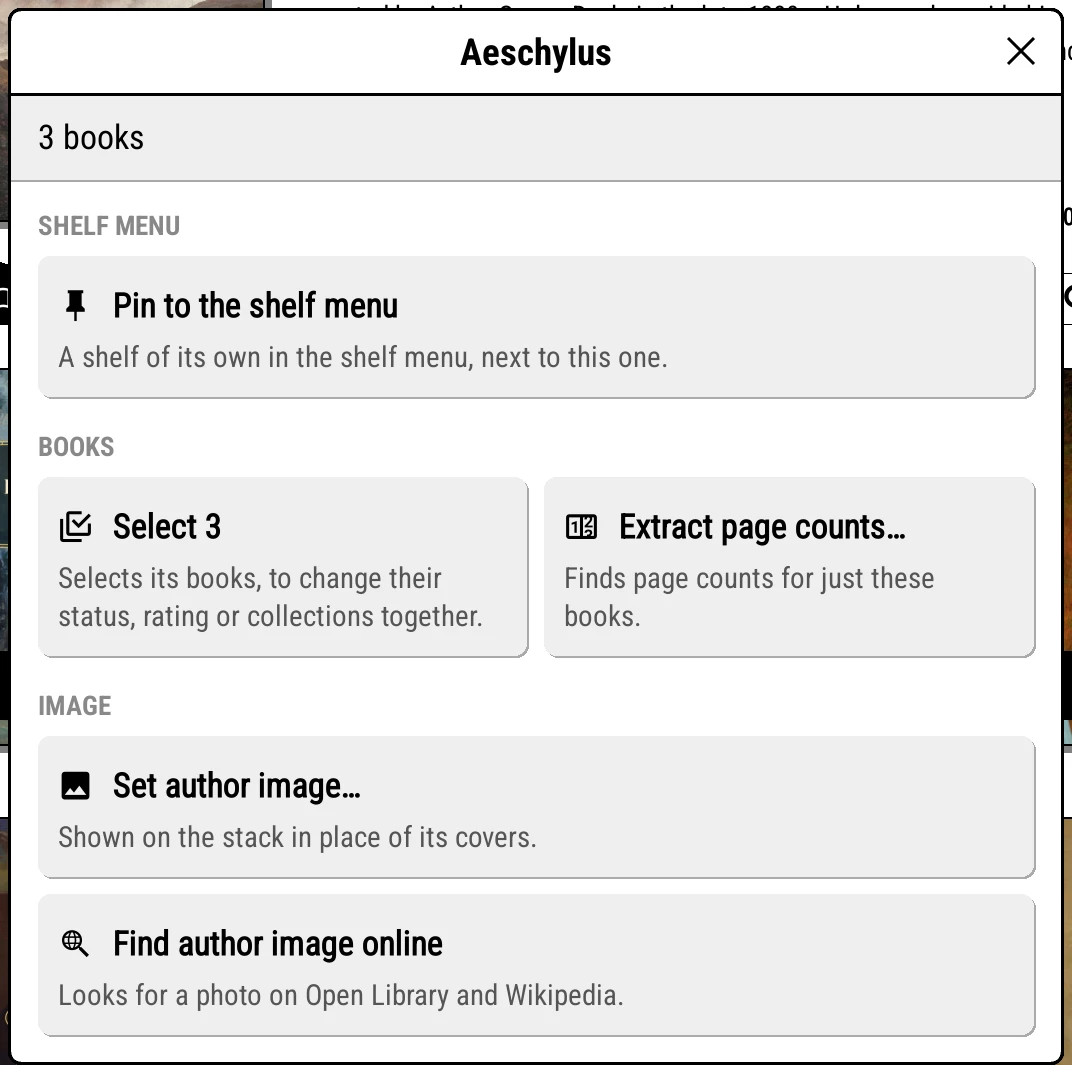 Aeschylus
3 books
SHELF MENU
Pin to the shelf menu
A shelf of its own in the shelf menu, next to this one.
BOOKS
Select 3
Selects its books, to change their
status, rating or collections together.
Extract page counts...
Finds page counts for just these
books.
IMAGE
Set author image...
Shown on the stack in place of its covers.
Find author image online
Looks for a photo on Open Library and Wikipedia.